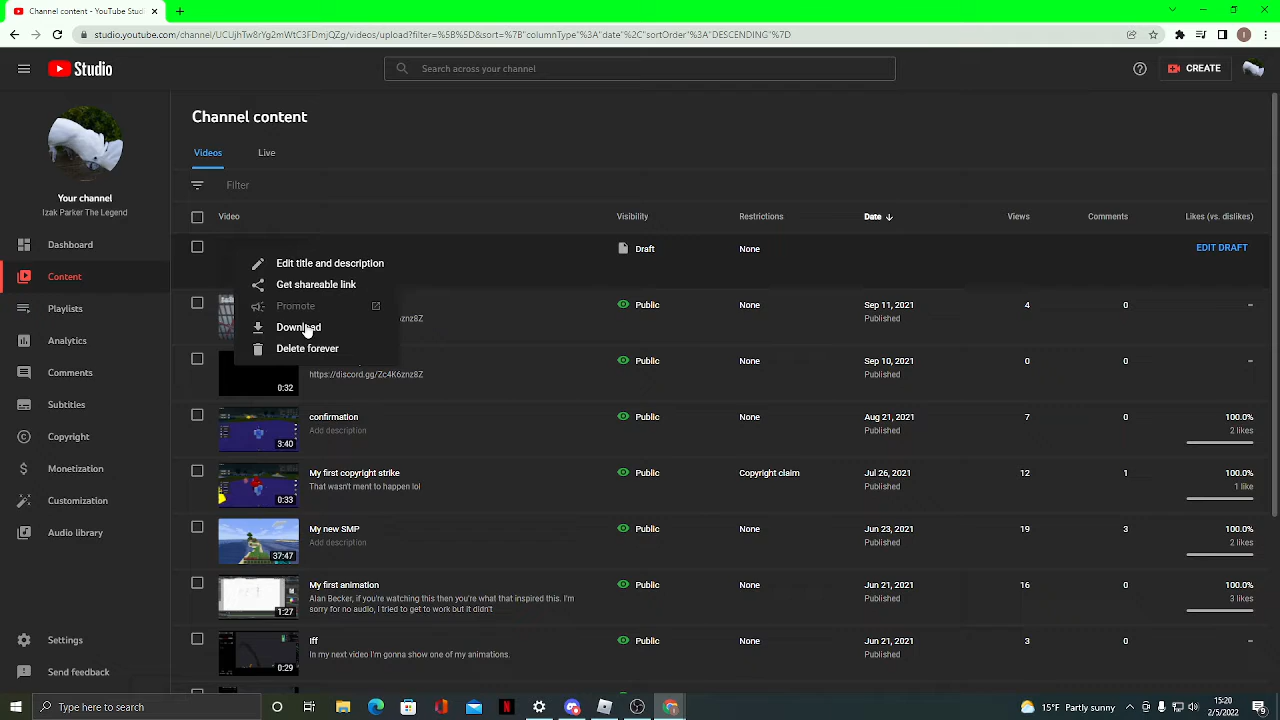 Channel content - YouTube Studio
studio.youtube.com/channel/UCUjhTw8rYg2mWtC3FDmjQZg/videos/upload?filter=%5B%5D&sort=%7B"columnType"%3A"date"%2C"sortOrder"%3A"DESCENDING"%7D
Studio
Search across your channel
CREATE
Channel content
Videos Live
Filter
Video Visibility Restrictions Date Views Comments Likes (vs. dislikes)
Draft None EDIT DRAFT
Edit title and description
Get shareable link
Promote
Download
Delete forever
Public None Sep 11, 2021 4 0 –
znz8Z Published
Public None Sep 10, 2021 0 0 –
https://discord.gg/Zc4K6znz8Z Published
0:32
confirmation Public None Aug 21, 2021 7 0 100.0%
Add description Published 2 likes
3:40
My first copyright strike Public Copyright claim Jul 26, 2021 12 0 100.0%
That wasn't ment to happen lol Published 1 like
0:33
My new SMP Public None Jun 23, 2021 19 3 100.0%
Add description Published 2 likes
37:47
My first animation Public None Jun 21, 2021 16 0 100.0%
Alan Becker, if you're watching this then you're what that inspired this. I'm Published 3 likes
sorry for no audio, I tried to get to work but it didn't
1:27
Iff Public None Jun 21, 2021 3 0 –
In my next video I'm gonna show one of my animations. Published
0:29
Your channel
Izak Parker The Legend
Dashboard
Content
Playlists
Analytics
Comments
Subtitles
Copyright
Monetization
Customization
Audio library
Settings
Send feedback
Type here to search
15°F Partly sunny
15:20
2/5/2022